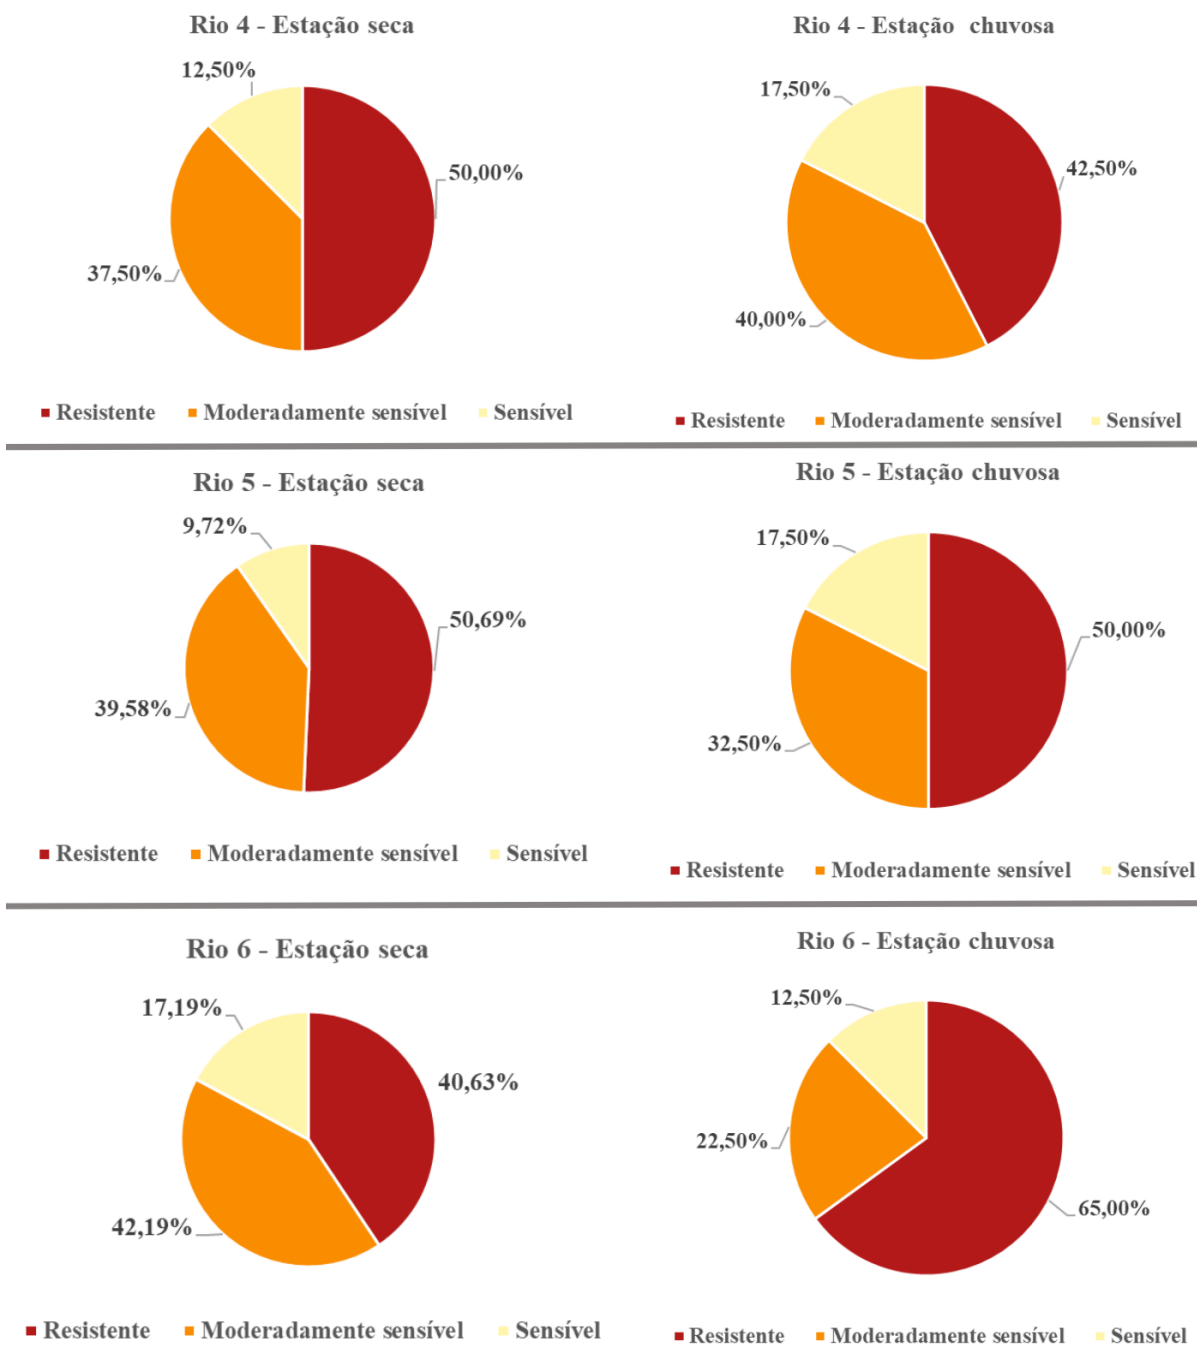 Rio 4 - Estação seca
12,50%
50,00%
37,50%
Resistente Moderadamente sensível Sensível
Rio 4 - Estação chuvosa
17,50%
42,50%
40,00%
Resistente Moderadamente sensível Sensível
Rio 5 - Estação seca
9,72%
50,69%
39,58%
Resistente Moderadamente sensível Sensível
Rio 5 - Estação chuvosa
17,50%
50,00%
32,50%
Resistente Moderadamente sensível Sensível
Rio 6 - Estação seca
17,19%
40,63%
42,19%
Resistente Moderadamente sensível Sensível
Rio 6 - Estação chuvosa
12,50%
22,50%
65,00%
Resistente Moderadamente sensível Sensível